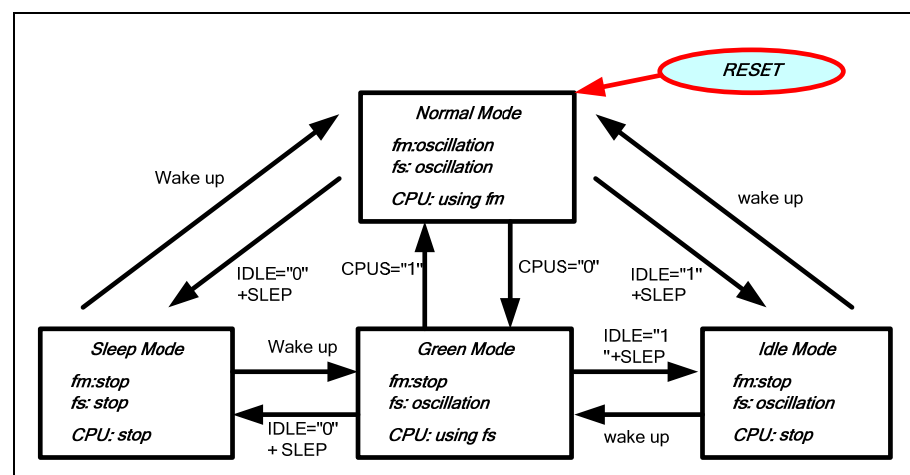 RESET
Normal Mode
fm:oscillation
fs: oscillation
CPU: using fm
Wake up
wake up
IDLE="0"
+SLEP
CPUS="1"
CPUS="0"
IDLE="1"
+SLEP
Sleep Mode
fm:stop
fs: stop
CPU: stop
Wake up
IDLE="0"
+ SLEP
Green Mode
fm:stop
fs: oscillation
CPU: using fs
IDLE="1
"+SLEP
wake up
Idle Mode
fm:stop
fs: oscillation
CPU: stop